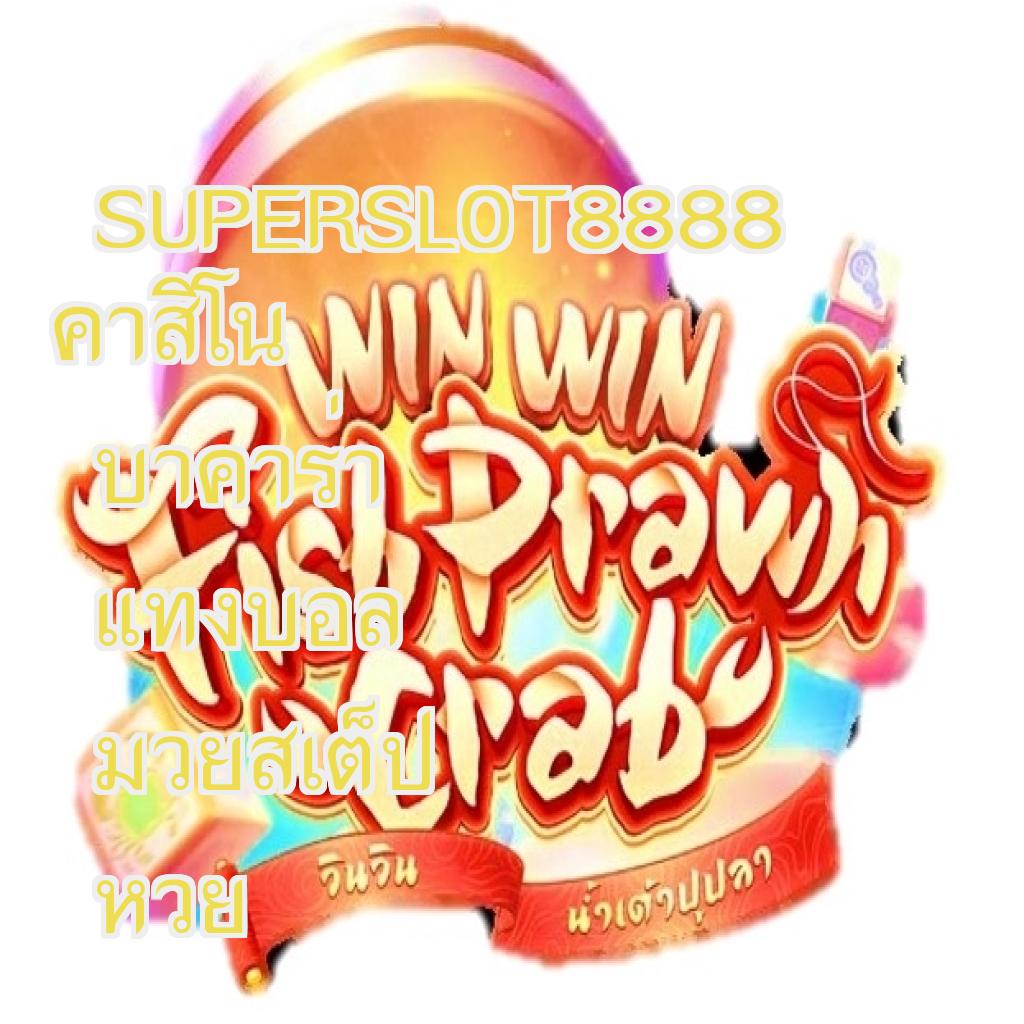 SUPERSLOT8888
คาสิโน
WIN WIN
บาคาร่า
Fish Prawn
แทงบอล
Crab
มวยสเต็ป
วินวิน
น้ำเต้าปูปลา
หวย